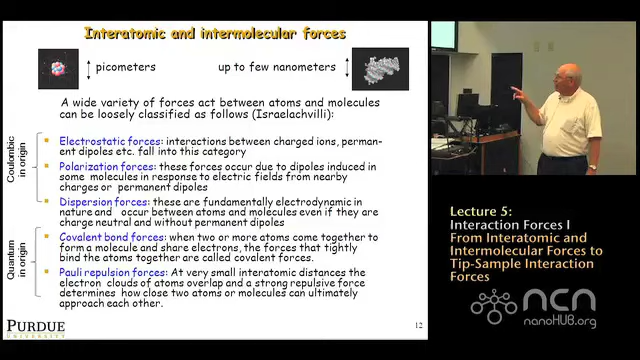 Interatomic and intermolecular forces
picometers
up to few nanometers
A wide variety of forces act between atoms and molecules
can be loosely classified as follows (Israelachvilli)
Coulombic
in origin
Electrostatic forces: interactions between charged ions, perman-
ent dipoles etc. fall into this category
Polarization forces: these forces occur due to dipoles induced in
some molecules in response to electric fields from nearby
charges or permanent dipoles
Dispersion forces: these are fundamentally electrodynamic in
nature and occur between atoms and molecules even if they are
charge neutral and without permanent dipoles
Quantum
in origin
Covalent bond forces: when two or more atoms come together to
form a molecule and share electrons, the forces that tightly
bind the atoms together are called covalent forces.
Pauli repulsion forces: At very small interatomic distances the
electron clouds of atoms overlap and a strong repulsive force
determines how close two atoms or molecules can ultimately
approach each other.
PURDUE
UNIVERSITY
12
Lecture 5:
Interaction Forces I
From Interatomic and
Intermolecular Forces to
Tip-Sample Interaction
Forces
ncn
nanoHUB.org